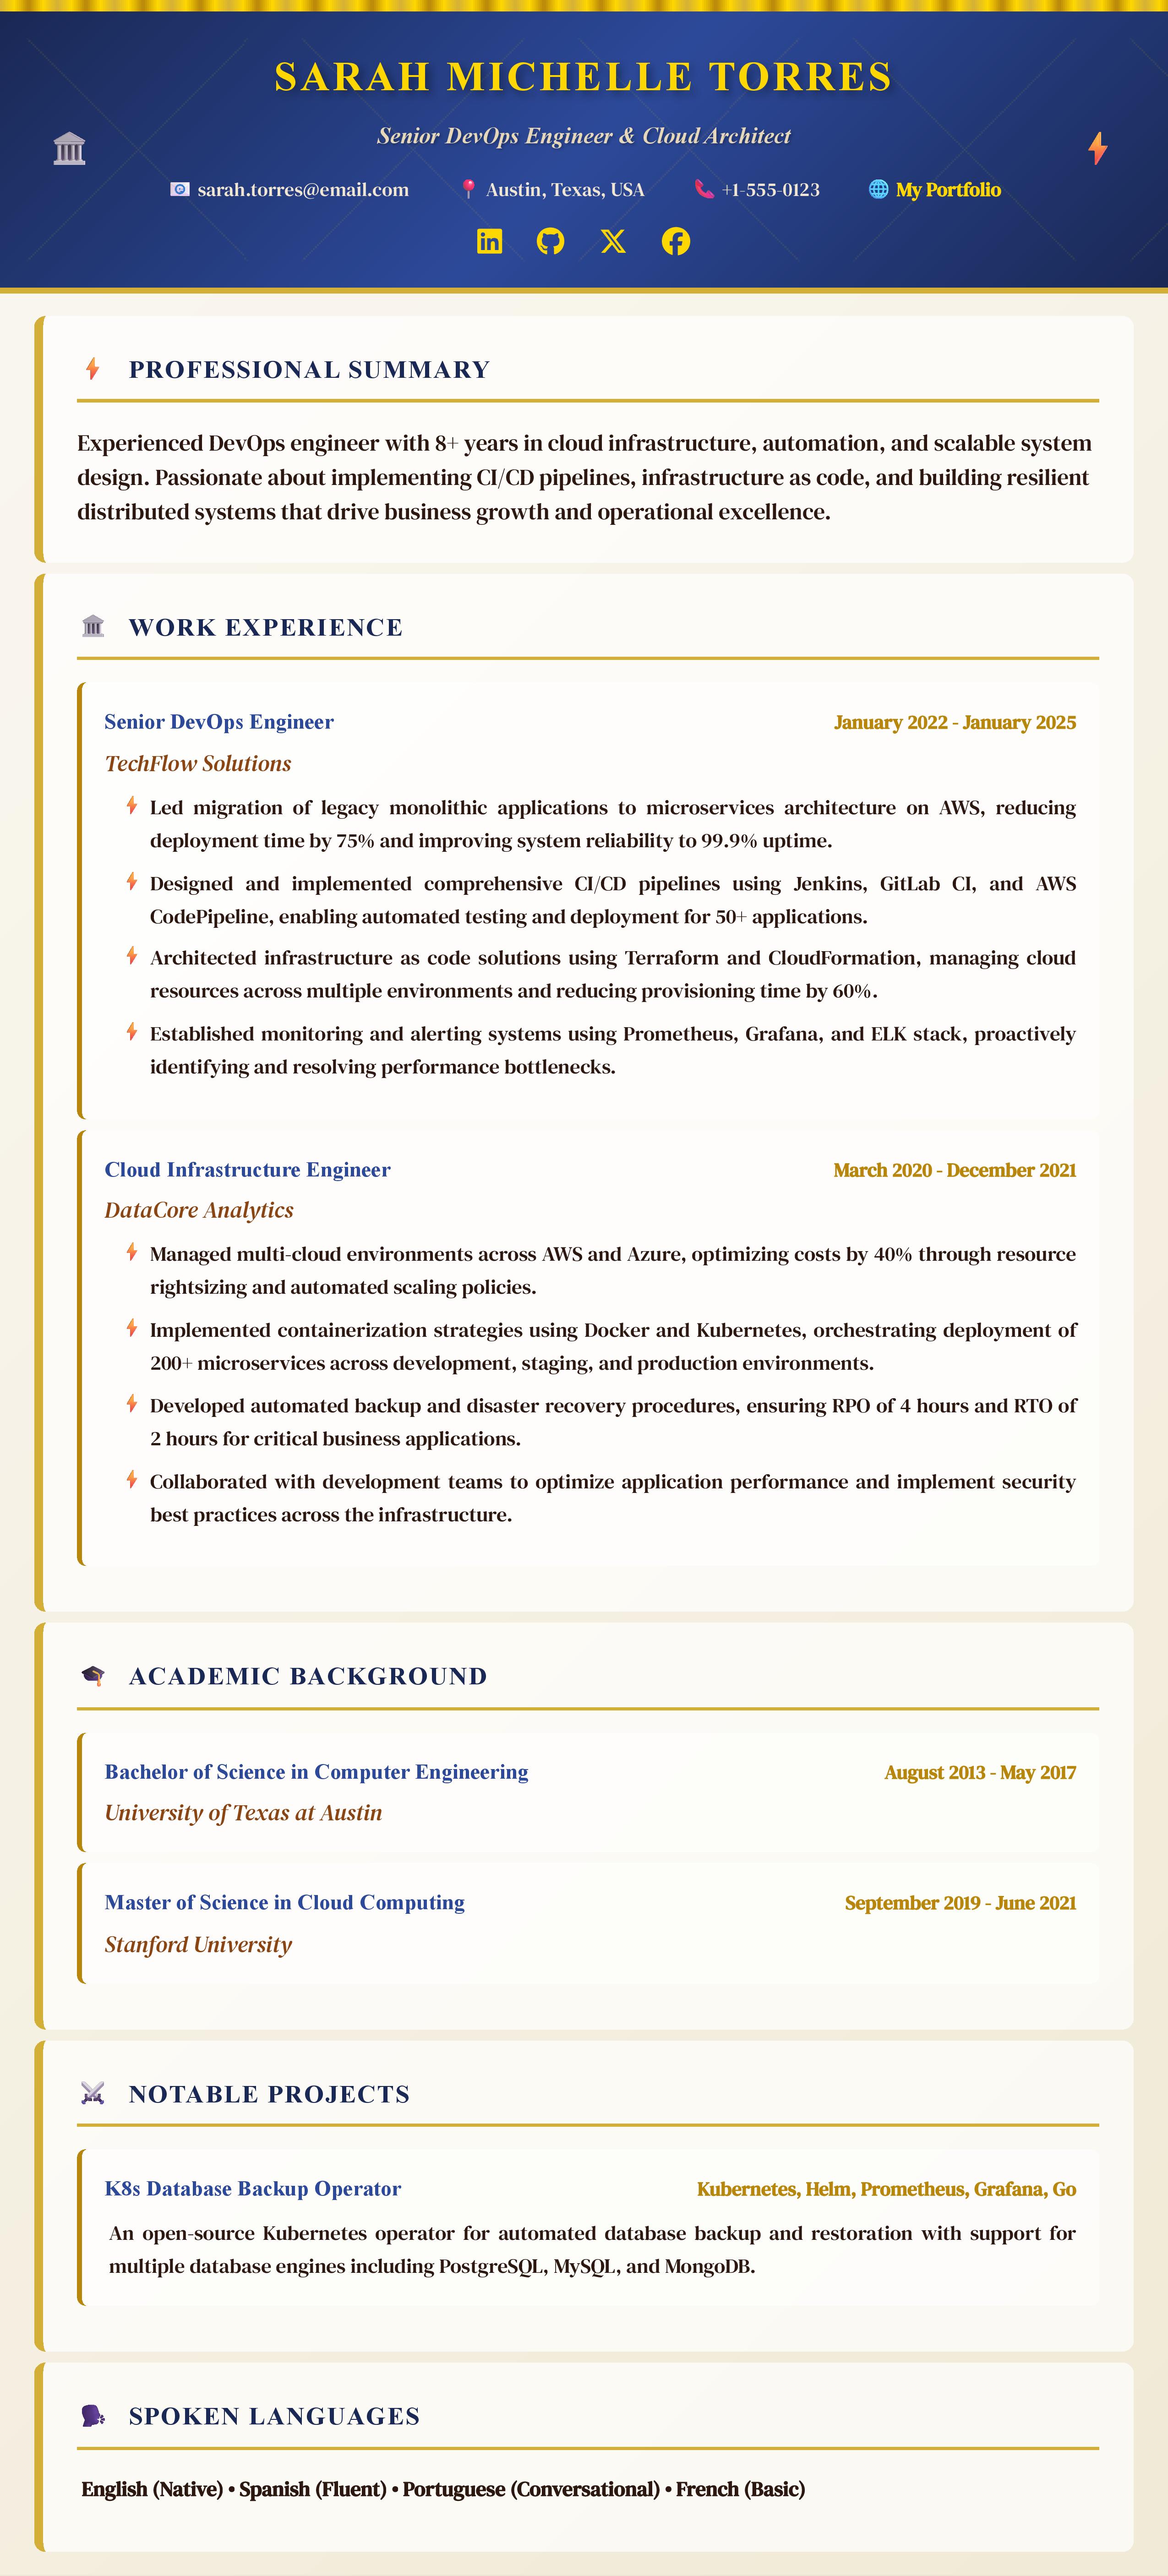 SARAH MICHELLE TORRES
Senior DevOps Engineer & Cloud Architect
sarah.torres@email.com Austin, Texas, USA +1-555-0123 My Portfolio
PROFESSIONAL SUMMARY
Experienced DevOps engineer with 8+ years in cloud infrastructure, automation, and scalable system
design. Passionate about implementing CI/CD pipelines, infrastructure as code, and building resilient
distributed systems that drive business growth and operational excellence.
WORK EXPERIENCE
Senior DevOps Engineer January 2022 - January 2025
TechFlow Solutions
Led migration of legacy monolithic applications to microservices architecture on AWS, reducing
deployment time by 75% and improving system reliability to 99.9% uptime.
Designed and implemented comprehensive CI/CD pipelines using Jenkins, GitLab CI, and AWS
CodePipeline, enabling automated testing and deployment for 50+ applications.
Architected infrastructure as code solutions using Terraform and CloudFormation, managing cloud
resources across multiple environments and reducing provisioning time by 60%.
Established monitoring and alerting systems using Prometheus, Grafana, and ELK stack, proactively
identifying and resolving performance bottlenecks.
Cloud Infrastructure Engineer March 2020 - December 2021
DataCore Analytics
Managed multi-cloud environments across AWS and Azure, optimizing costs by 40% through resource
rightsizing and automated scaling policies.
Implemented containerization strategies using Docker and Kubernetes, orchestrating deployment of
200+ microservices across development, staging, and production environments.
Developed automated backup and disaster recovery procedures, ensuring RPO of 4 hours and RTO of
2 hours for critical business applications.
Collaborated with development teams to optimize application performance and implement security
best practices across the infrastructure.
ACADEMIC BACKGROUND
Bachelor of Science in Computer Engineering August 2013 - May 2017
University of Texas at Austin
Master of Science in Cloud Computing September 2019 - June 2021
Stanford University
NOTABLE PROJECTS
K8s Database Backup Operator Kubernetes, Helm, Prometheus, Grafana, Go
An open-source Kubernetes operator for automated database backup and restoration with support for
multiple database engines including PostgreSQL, MySQL, and MongoDB.
SPOKEN LANGUAGES
English (Native) • Spanish (Fluent) • Portuguese (Conversational) • French (Basic)